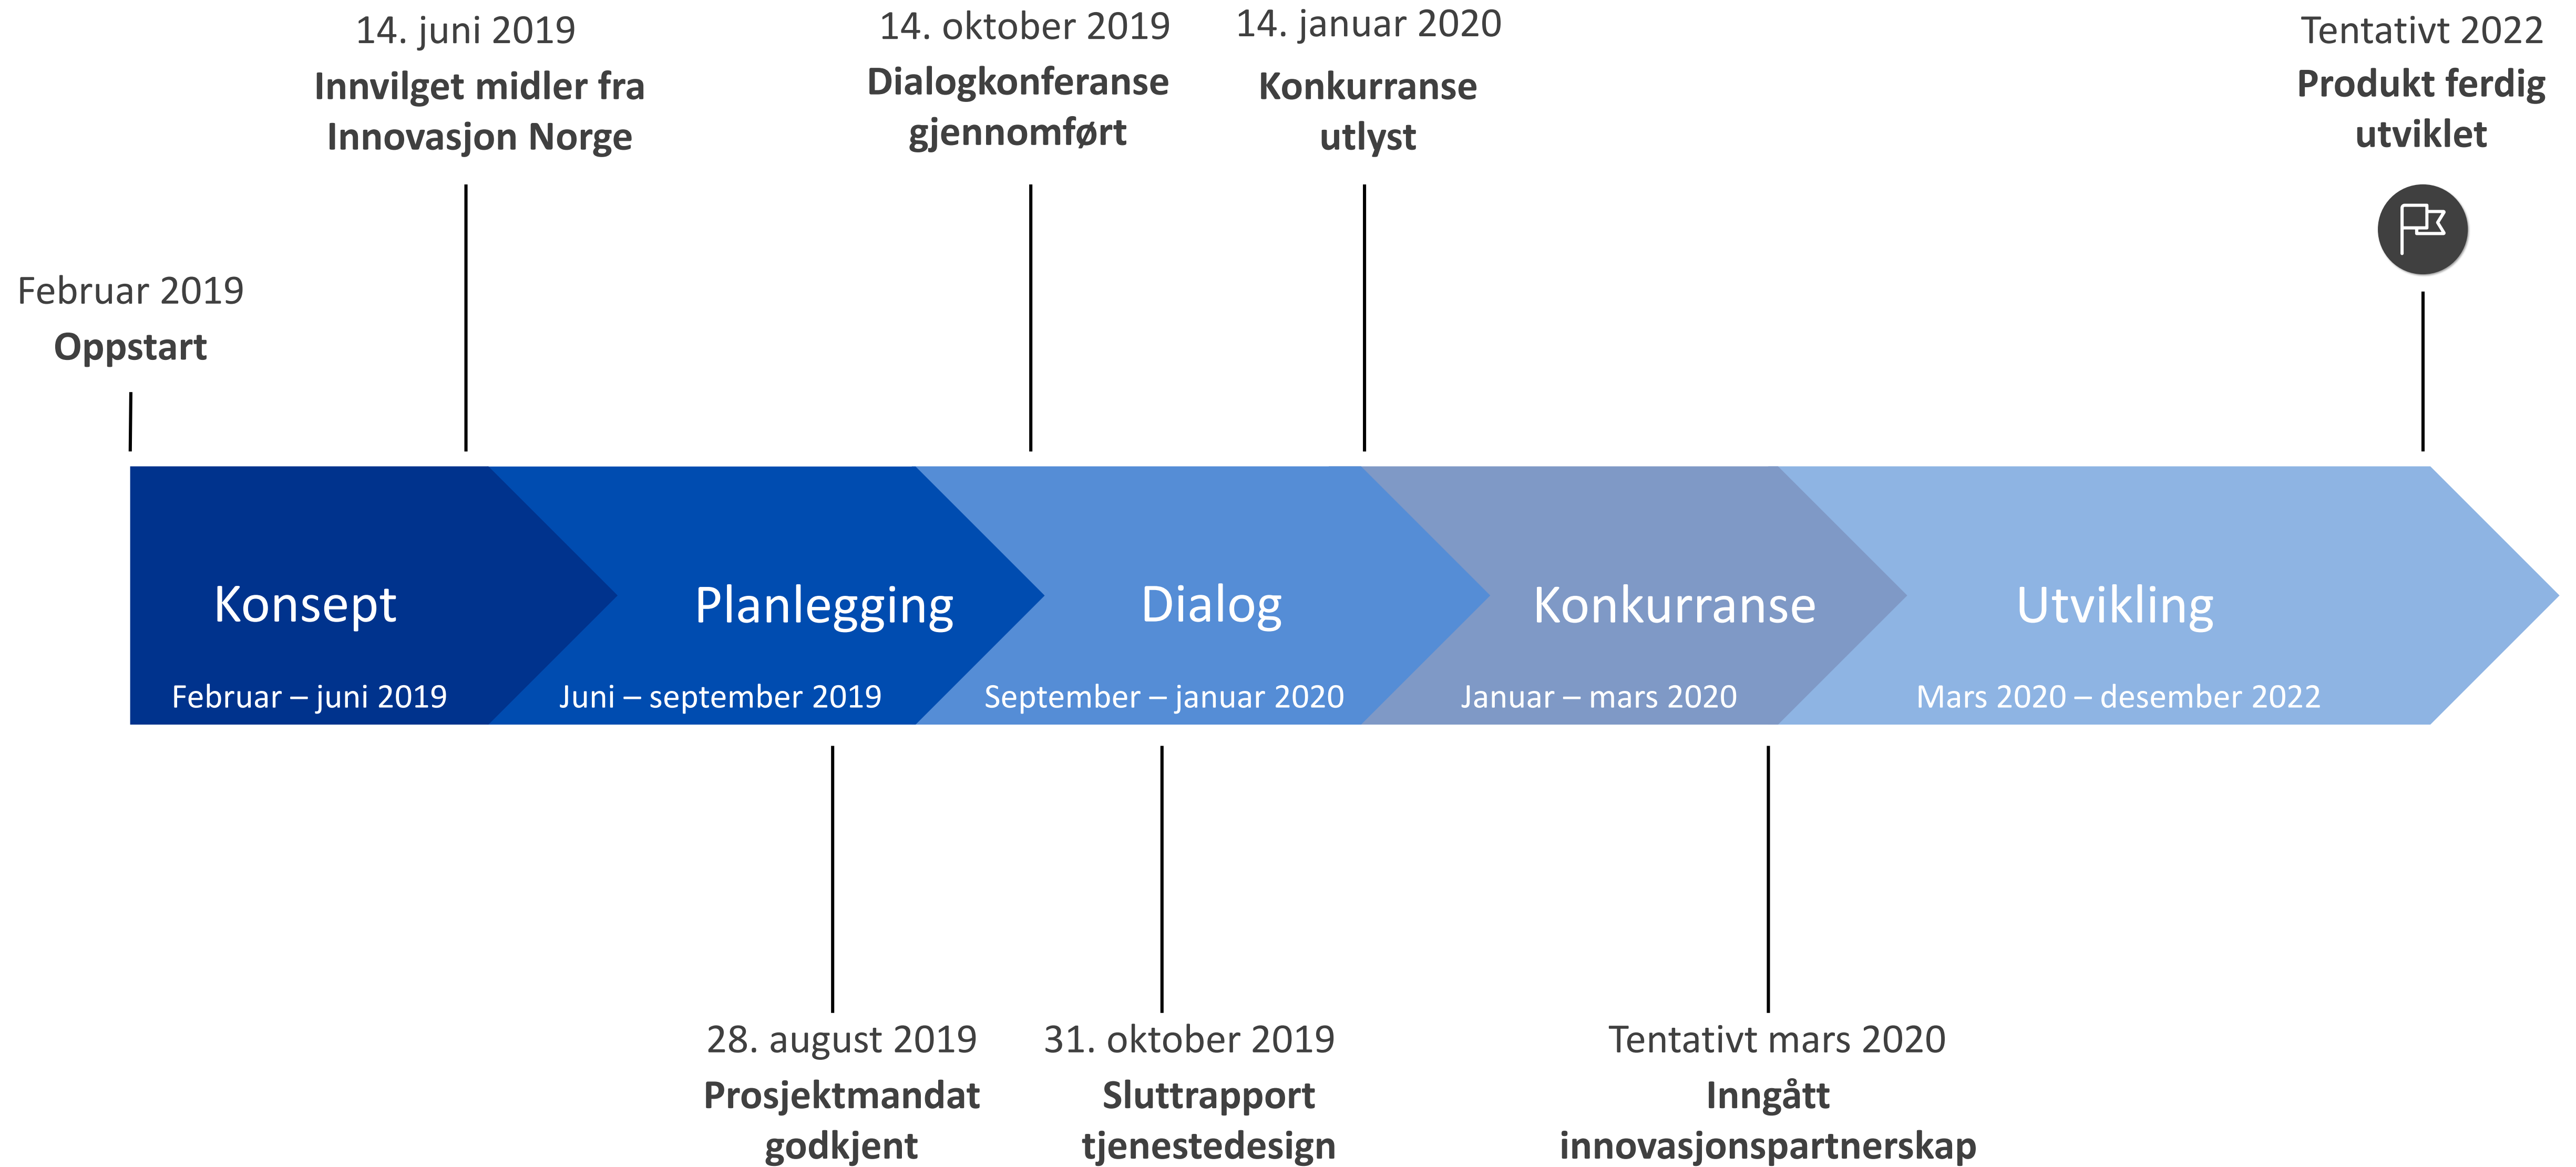 14. juni 2019
Innvilget midler fra
Innovasjon Norge
14. oktober 2019
Dialogkonferanse
gjennomført
14. januar 2020
Konkurranse
utlyst
Tentativt 2022
Produkt ferdig
utviklet
Februar 2019
Oppstart
Konsept
Februar – juni 2019
Planlegging
Juni – september 2019
Dialog
September – januar 2020
Konkurranse
Januar – mars 2020
Utvikling
Mars 2020 – desember 2022
28. august 2019
Prosjektmandat
godkjent
31. oktober 2019
Sluttrapport
tjenestedesign
Tentativt mars 2020
Inngått
innovasjonspartnerskap